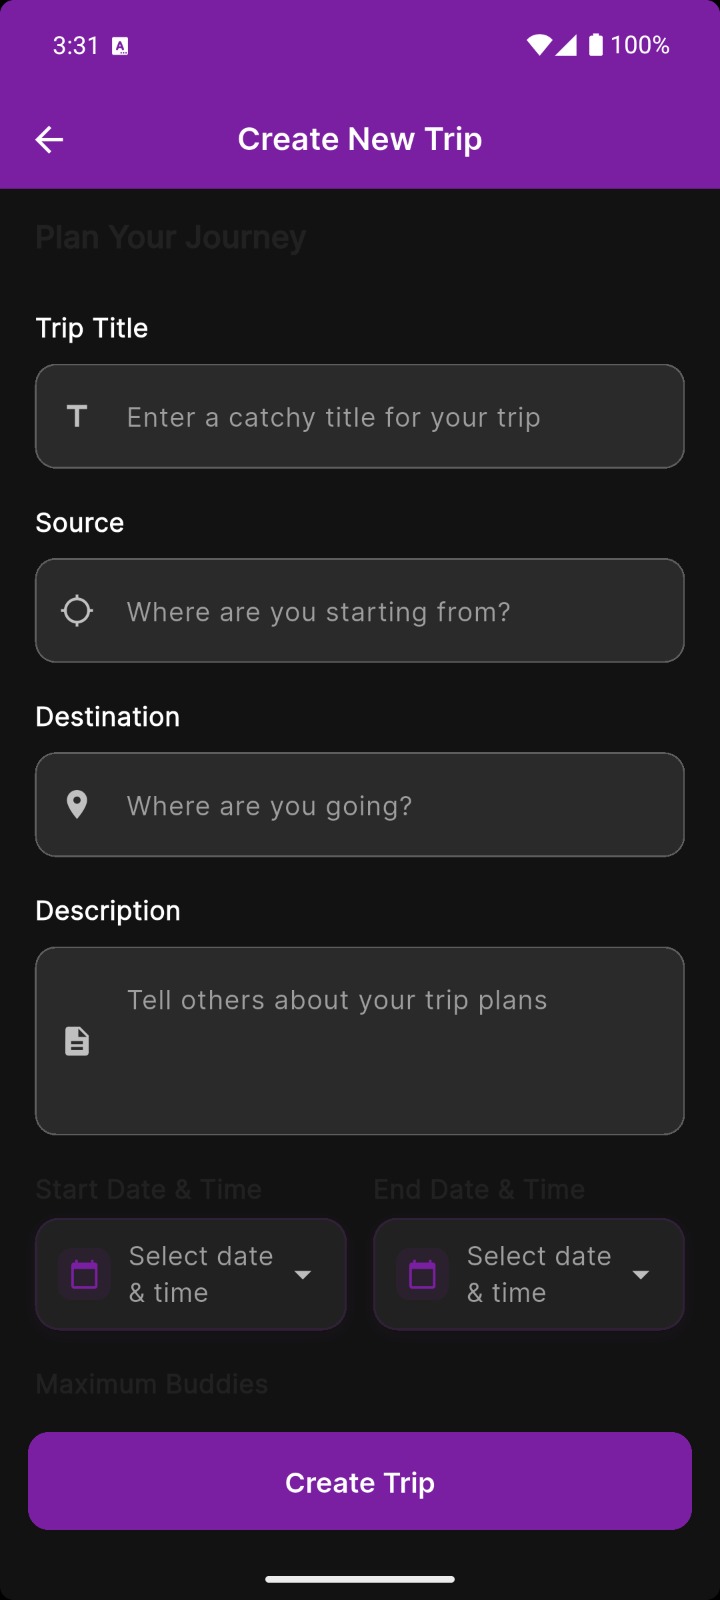 3:31 A 100%
Create New Trip
Plan Your Journey
Trip Title
T Enter a catchy title for your trip
Source
Where are you starting from?
Destination
Where are you going?
Description
Tell others about your trip plans
Start Date & Time End Date & Time
Select date Select date
& time & time
Maximum Buddies
Create Trip